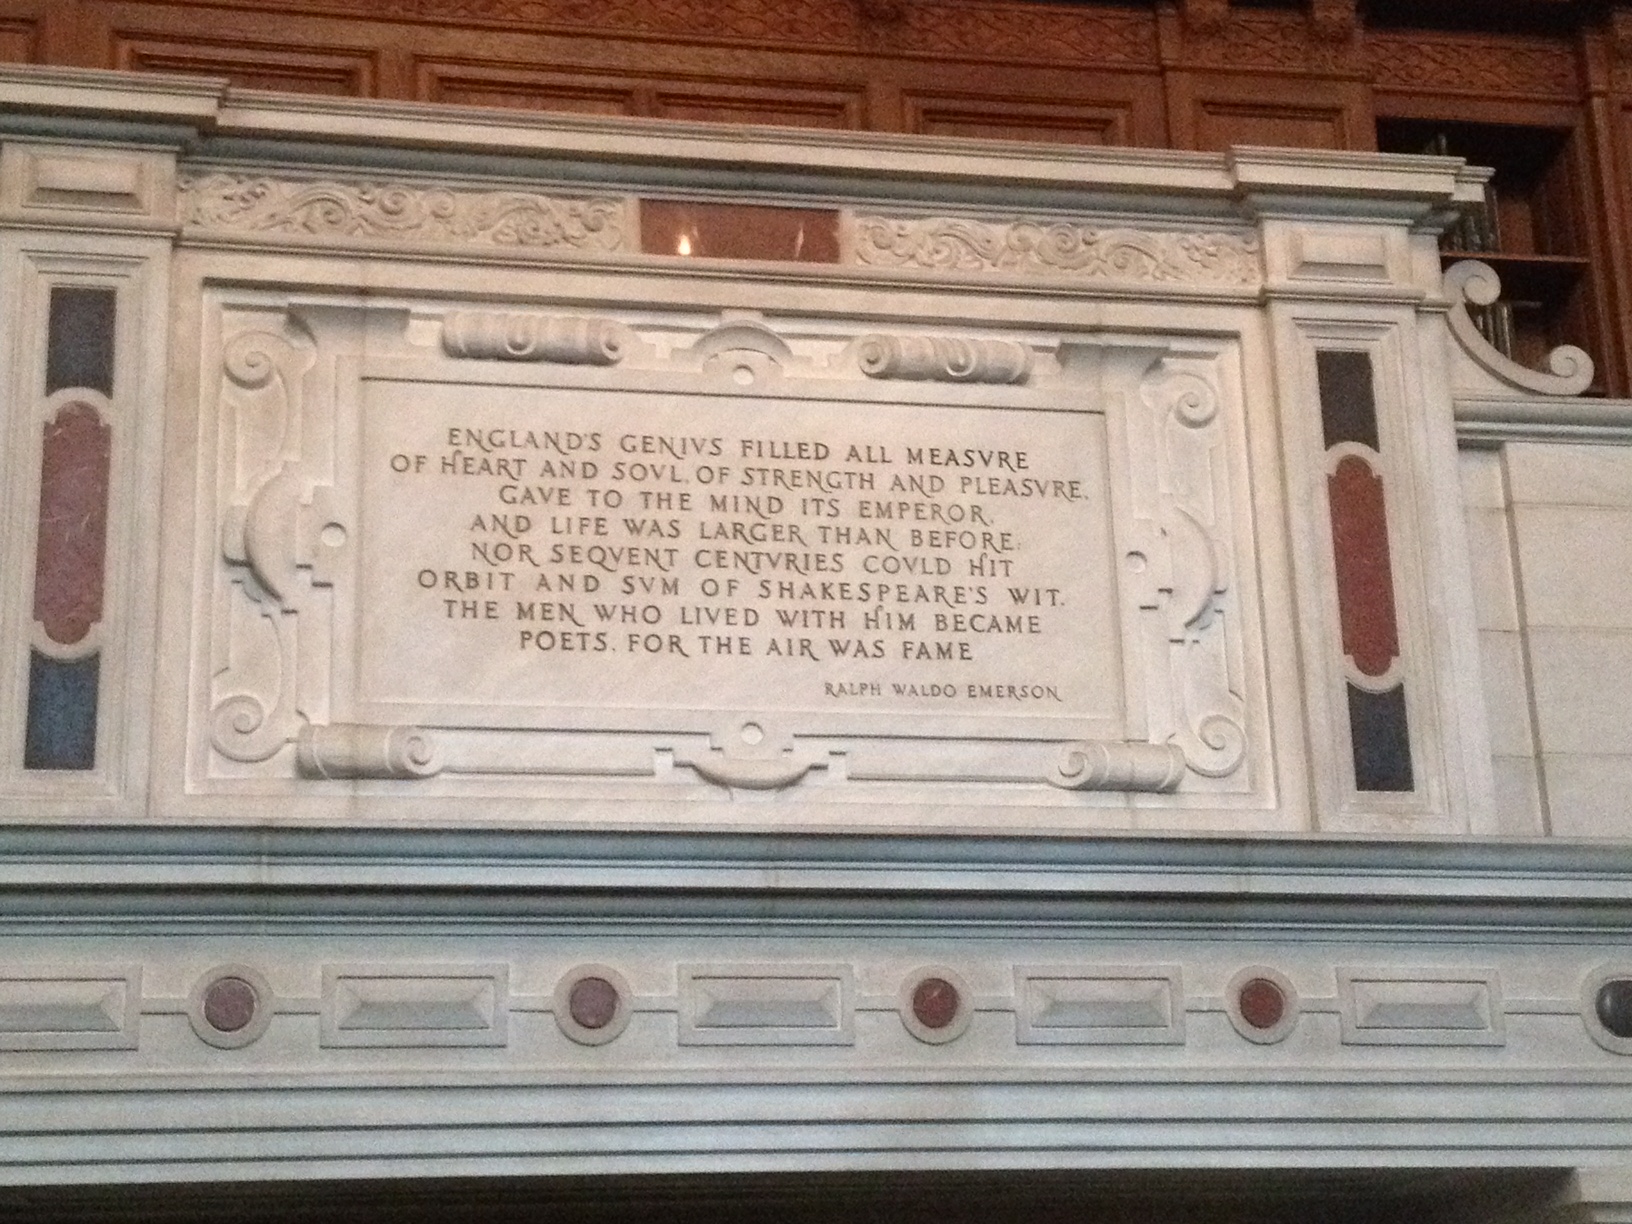 ENGLAND'S GENIVS FILLED ALL MEASVRE
OF HEART AND SOVL, OF STRENGTH AND PLEASVRE,
GAVE TO THE MIND ITS EMPEROR,
AND LIFE WAS LARGER THAN BEFORE;
NOR SEQVENT CENTVRIES COVLD HIT
ORBIT AND SVM OF SHAKESPEARE'S WIT.
THE MEN WHO LIVED WITH HIM BECAME
POETS, FOR THE AIR WAS FAME
RALPH WALDO EMERSON